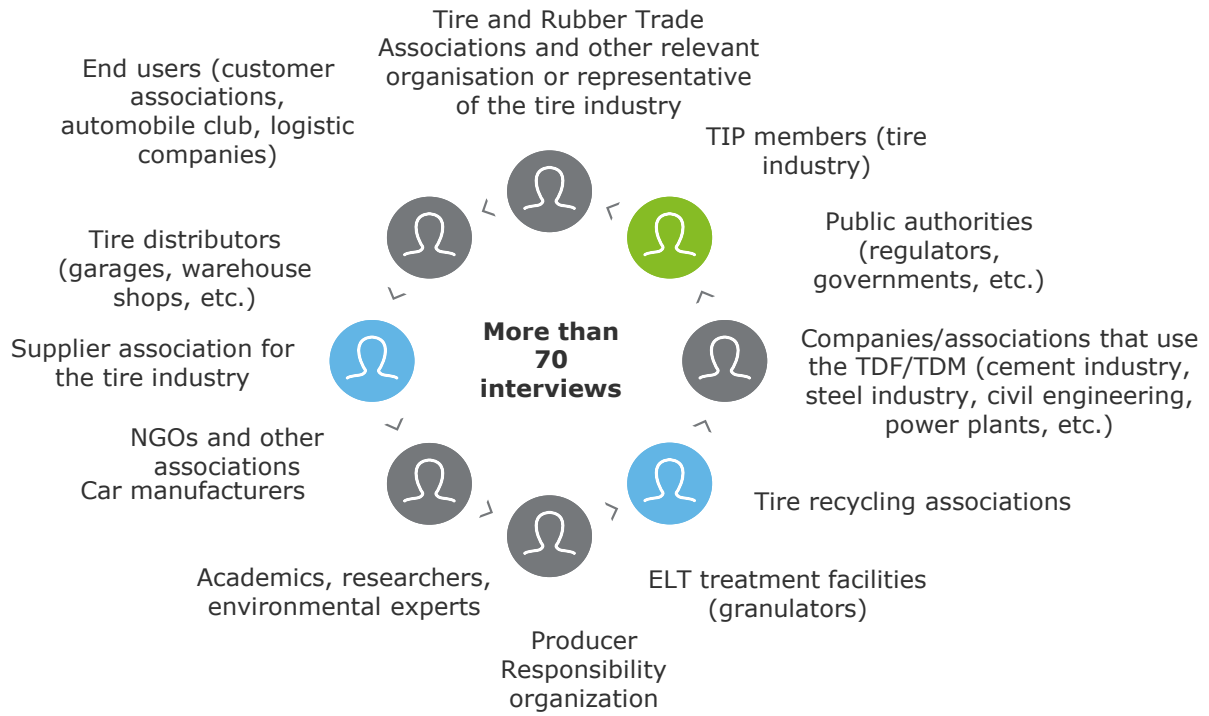 Tire and Rubber Trade
Associations and other relevant
organisation or representative
of the tire industry
End users (customer
associations,
automobile club, logistic
companies)
TIP members (tire
industry)
Public authorities
(regulators,
governments, etc.)
Tire distributors
(garages, warehouse
shops, etc.)
More than
70
interviews
Supplier association for
the tire industry
Companies/associations that use
the TDF/TDM (cement industry,
steel industry, civil engineering,
power plants, etc.)
NGOs and other
associations
Car manufacturers
Tire recycling associations
Academics, researchers,
environmental experts
ELT treatment facilities
(granulators)
Producer
Responsibility
organization